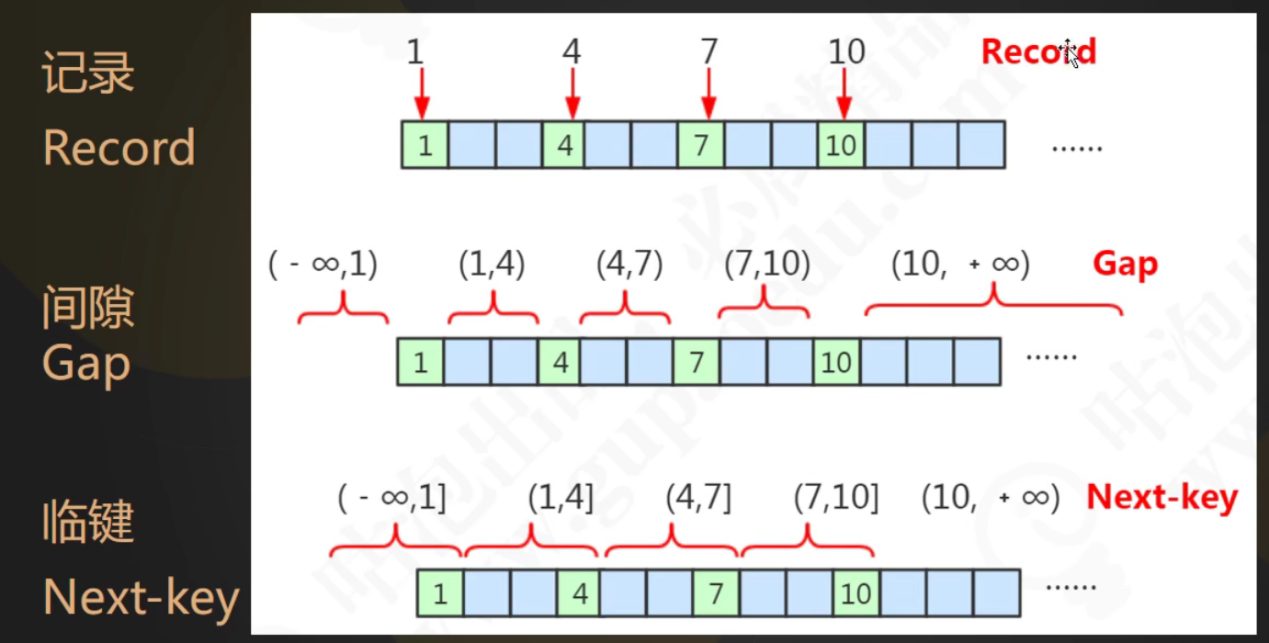 记录
Record
1 4 7 10 Record
1 4 7 10 ……
间隙
Gap
( - ∞,1) (1,4) (4,7) (7,10) (10, + ∞) Gap
1 4 7 10 ……
临键
Next-key
( - ∞,1] (1,4] (4,7] (7,10] (10, + ∞) Next-key
1 4 7 10 ……